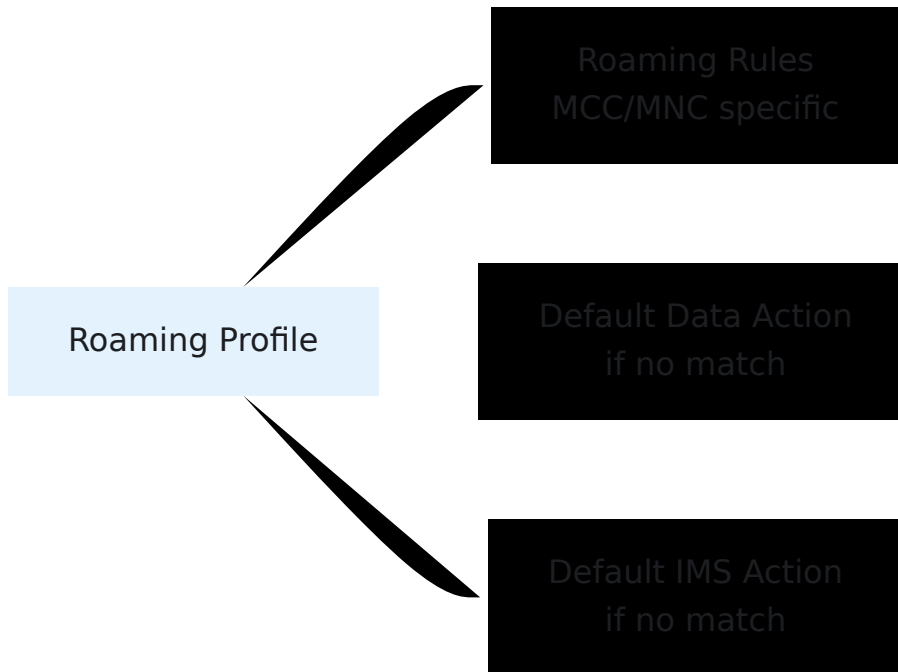 Roaming Rules
MCC/MNC specific
Default Data Action
if no match
Roaming Profile
Default IMS Action
if no match